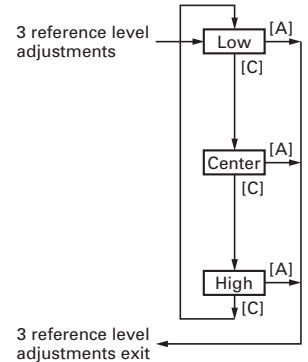 3 reference level
adjustments
Low
[A]
[C]
Center
[A]
[C]
High
[A]
[C]
3 reference level
adjustments exit